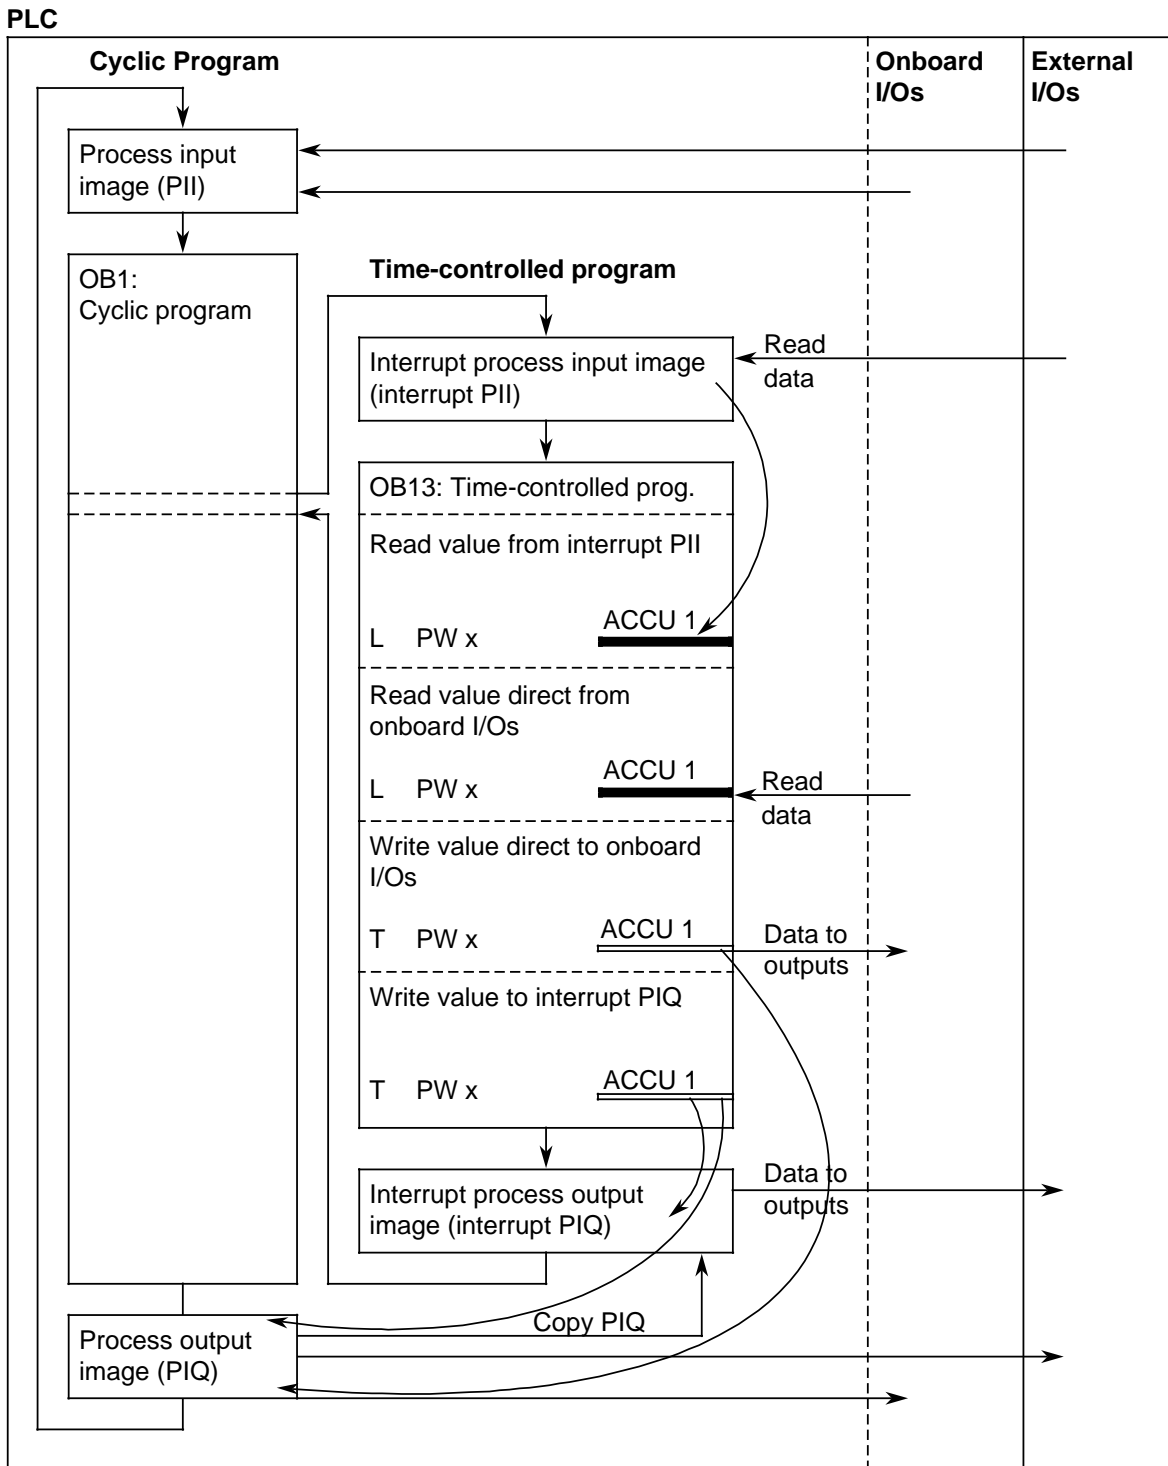 PLC
Cyclic Program
Onboard
I/Os
External
I/Os
Process input
image (PII)
OB1:
Cyclic program
Time-controlled program
Interrupt process input image
(interrupt PII)
Read
data
OB13: Time-controlled prog.
Read value from interrupt PII
ACCU 1
L PW x
Read value direct from
onboard I/Os
ACCU 1
L PW x
Read
data
Write value direct to onboard
I/Os
ACCU 1
T PW x
Data to
outputs
Write value to interrupt PIQ
ACCU 1
T PW x
Interrupt process output
image (interrupt PIQ)
Data to
outputs
Copy PIQ
Process output
image (PIQ)